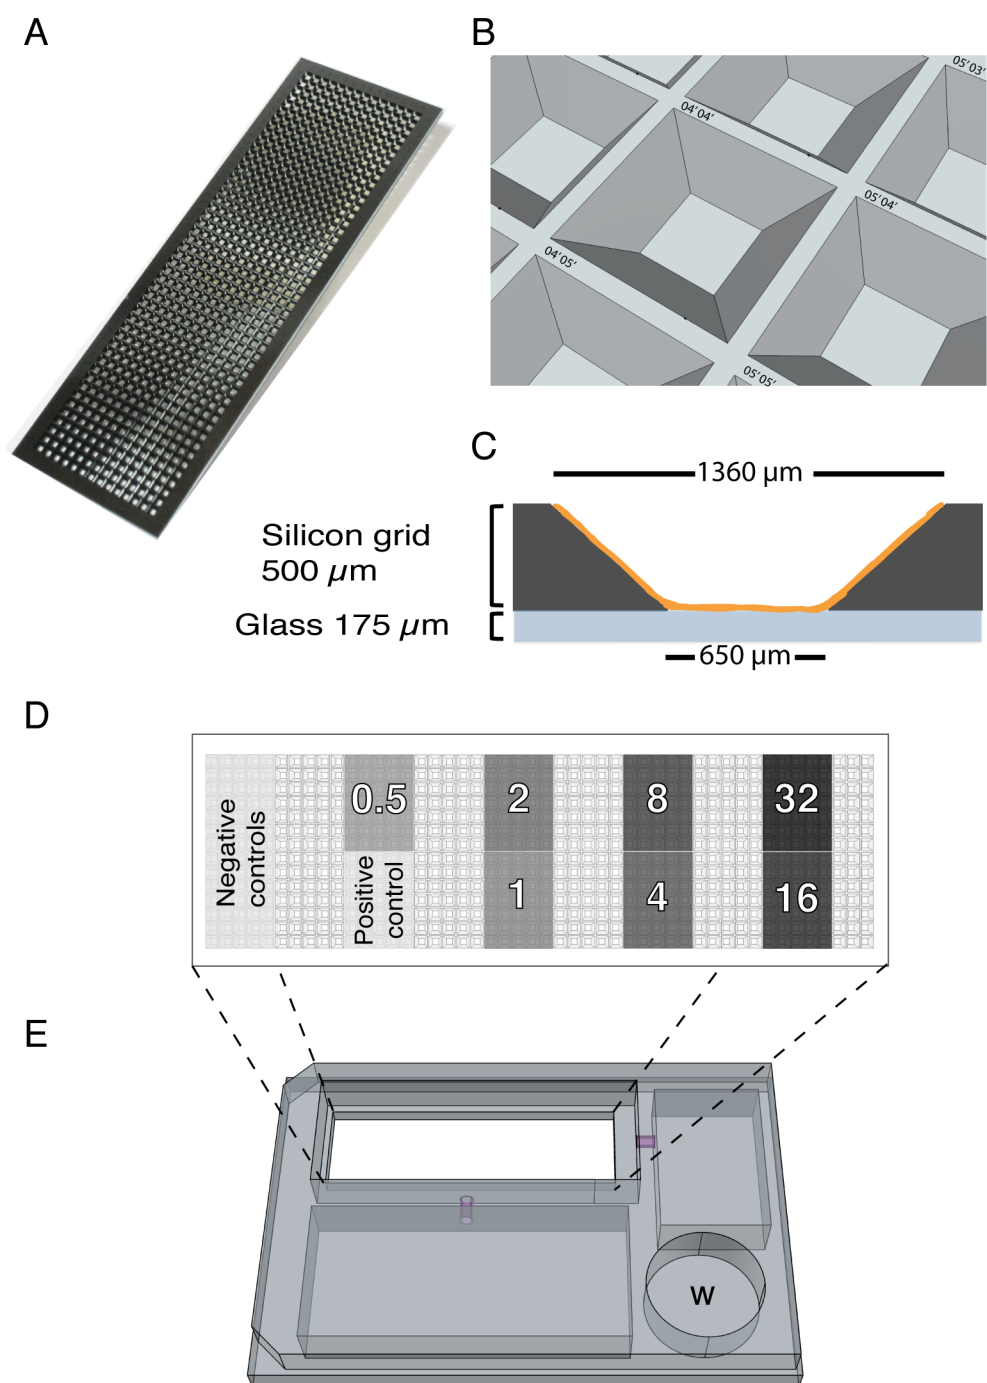 A
B
04’04’
05’03’
05’04’
04’05’
05’05’
C
1360 μm
Silicon grid
500 μm
Glass 175 μm
650 μm
D
Negative
controls
0.5
2
8
32
Positive
control
1
4
16
E
W